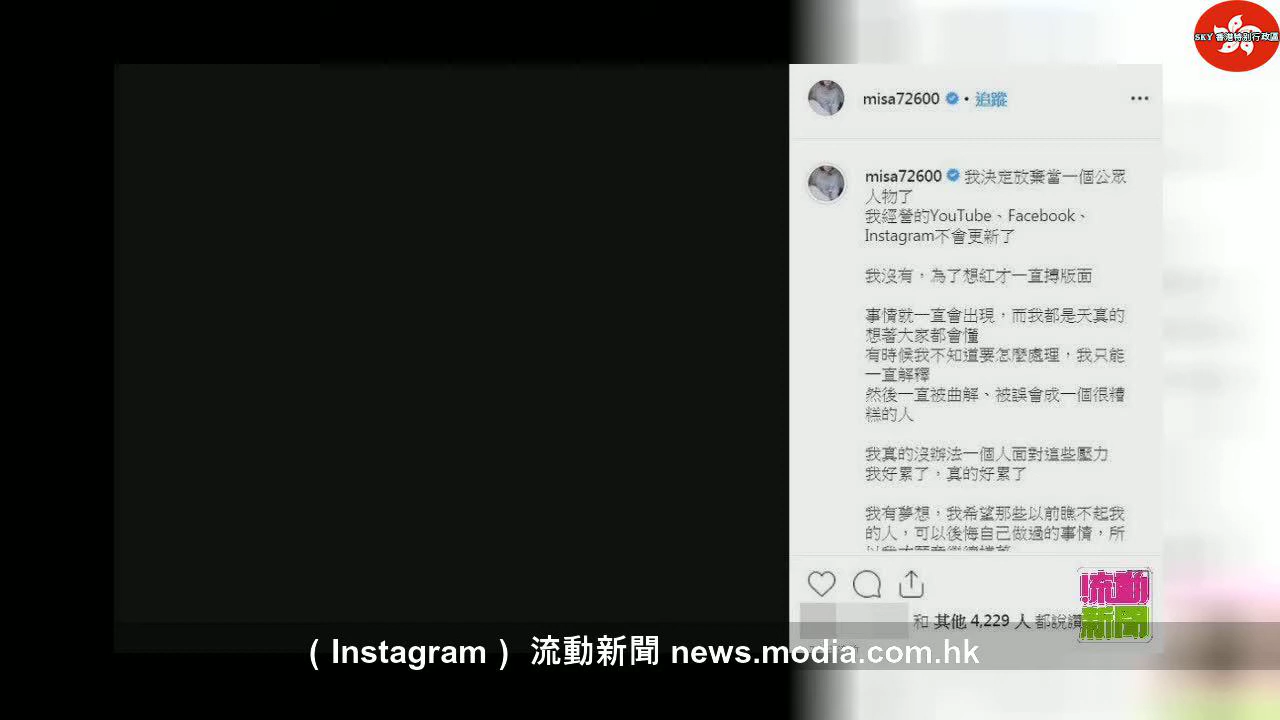 SKY 香港特別行政區
misa72600 • 追蹤
misa72600 我決定放棄當一個公眾
人物了
我經營的YouTube、Facebook、
Instagram不會更新了
我沒有，為了想紅才一直搏版面
事情就一直會出現，而我都是天真的
想著大家都會懂
有時候我不知道要怎麼處理，我只能
一直解釋
然後一直被曲解、被誤會成一個很糟
糕的人
我真的沒辦法一個人面對這些壓力
我好累了，真的好累了
我有夢想，我希望那些以前瞧不起我
的人，可以後悔自己做過的事情，所
和 其他 4,229 人 都說讚
流動
新聞
（Instagram） 流動新聞 news.modia.com.hk